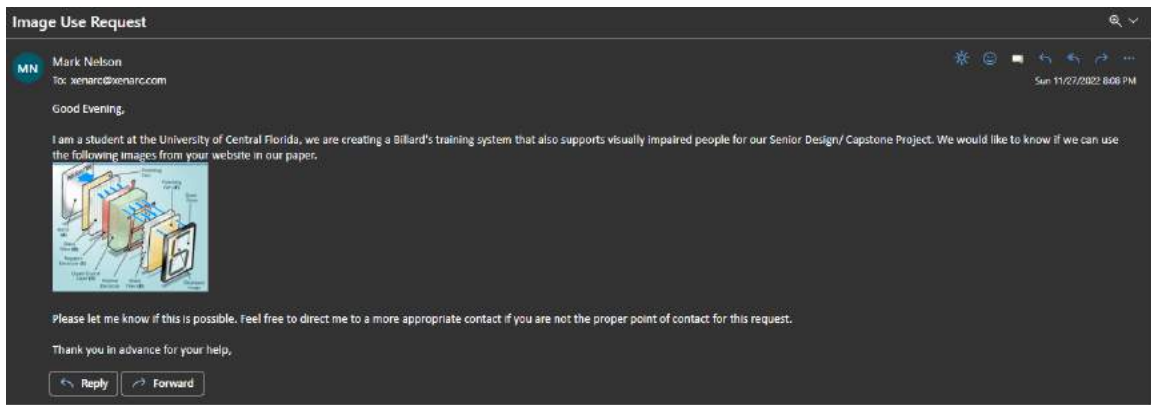 Image Use Request
MN
Mark Nelson
To: xenarc@xenarc.com
Sun 11/27/2022 8:08 PM
Good Evening,
I am a student at the University of Central Florida, we are creating a Billard's training system that also supports visually impaired people for our Senior Design/ Capstone Project. We would like to know if we can use
the following images from your website in our paper.
Please let me know if this is possible. Feel free to direct me to a more appropriate contact if you are not the proper point of contact for this request.
Thank you in advance for your help,
Reply
Forward